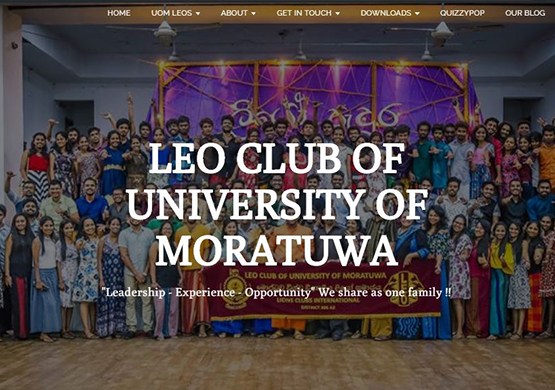 HOME
UOM LEOS
ABOUT
GET IN TOUCH
DOWNLOADS
QUIZZYPOP
OUR BLOG
LEO CLUB OF
UNIVERSITY OF
MORATUWA
LEO CLUB OF UNIVERSITY OF MORATUWA
"Leadership - Experience - Opportunity" We share as one family !!
LIONS CLUBS INTERNATIONAL